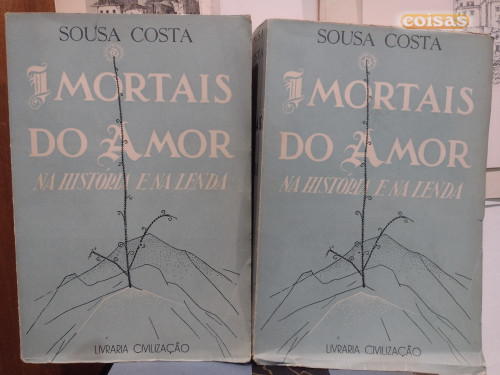 SOUSA COSTA
IMORTAIS
DO AMOR
NA HISTÓRIA E NA LENDA
LIVRARIA CIVILIZAÇÃO
coisas
SOUSA COSTA
IMORTAIS
DO AMOR
NA HISTÓRIA E NA LENDA
LIVRARIA CIVILIZAÇÃO